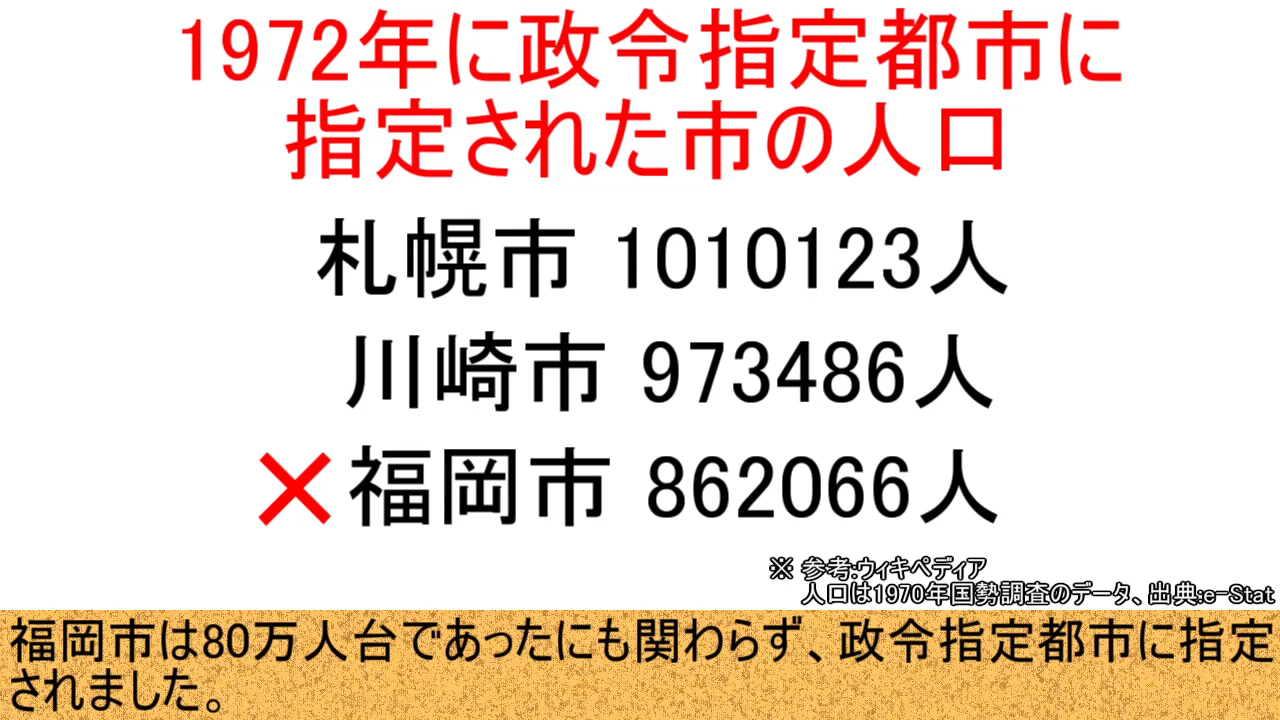 1972年に政令指定都市に
指定された市の人口
札幌市 1010123人
川崎市 973486人
×福岡市 862066人
※ 参考:ウィキペディア
人口は1970年国勢調査のデータ、出典:e-Stat
福岡市は80万人台であったにも関わらず、政令指定都市に指定
されました。